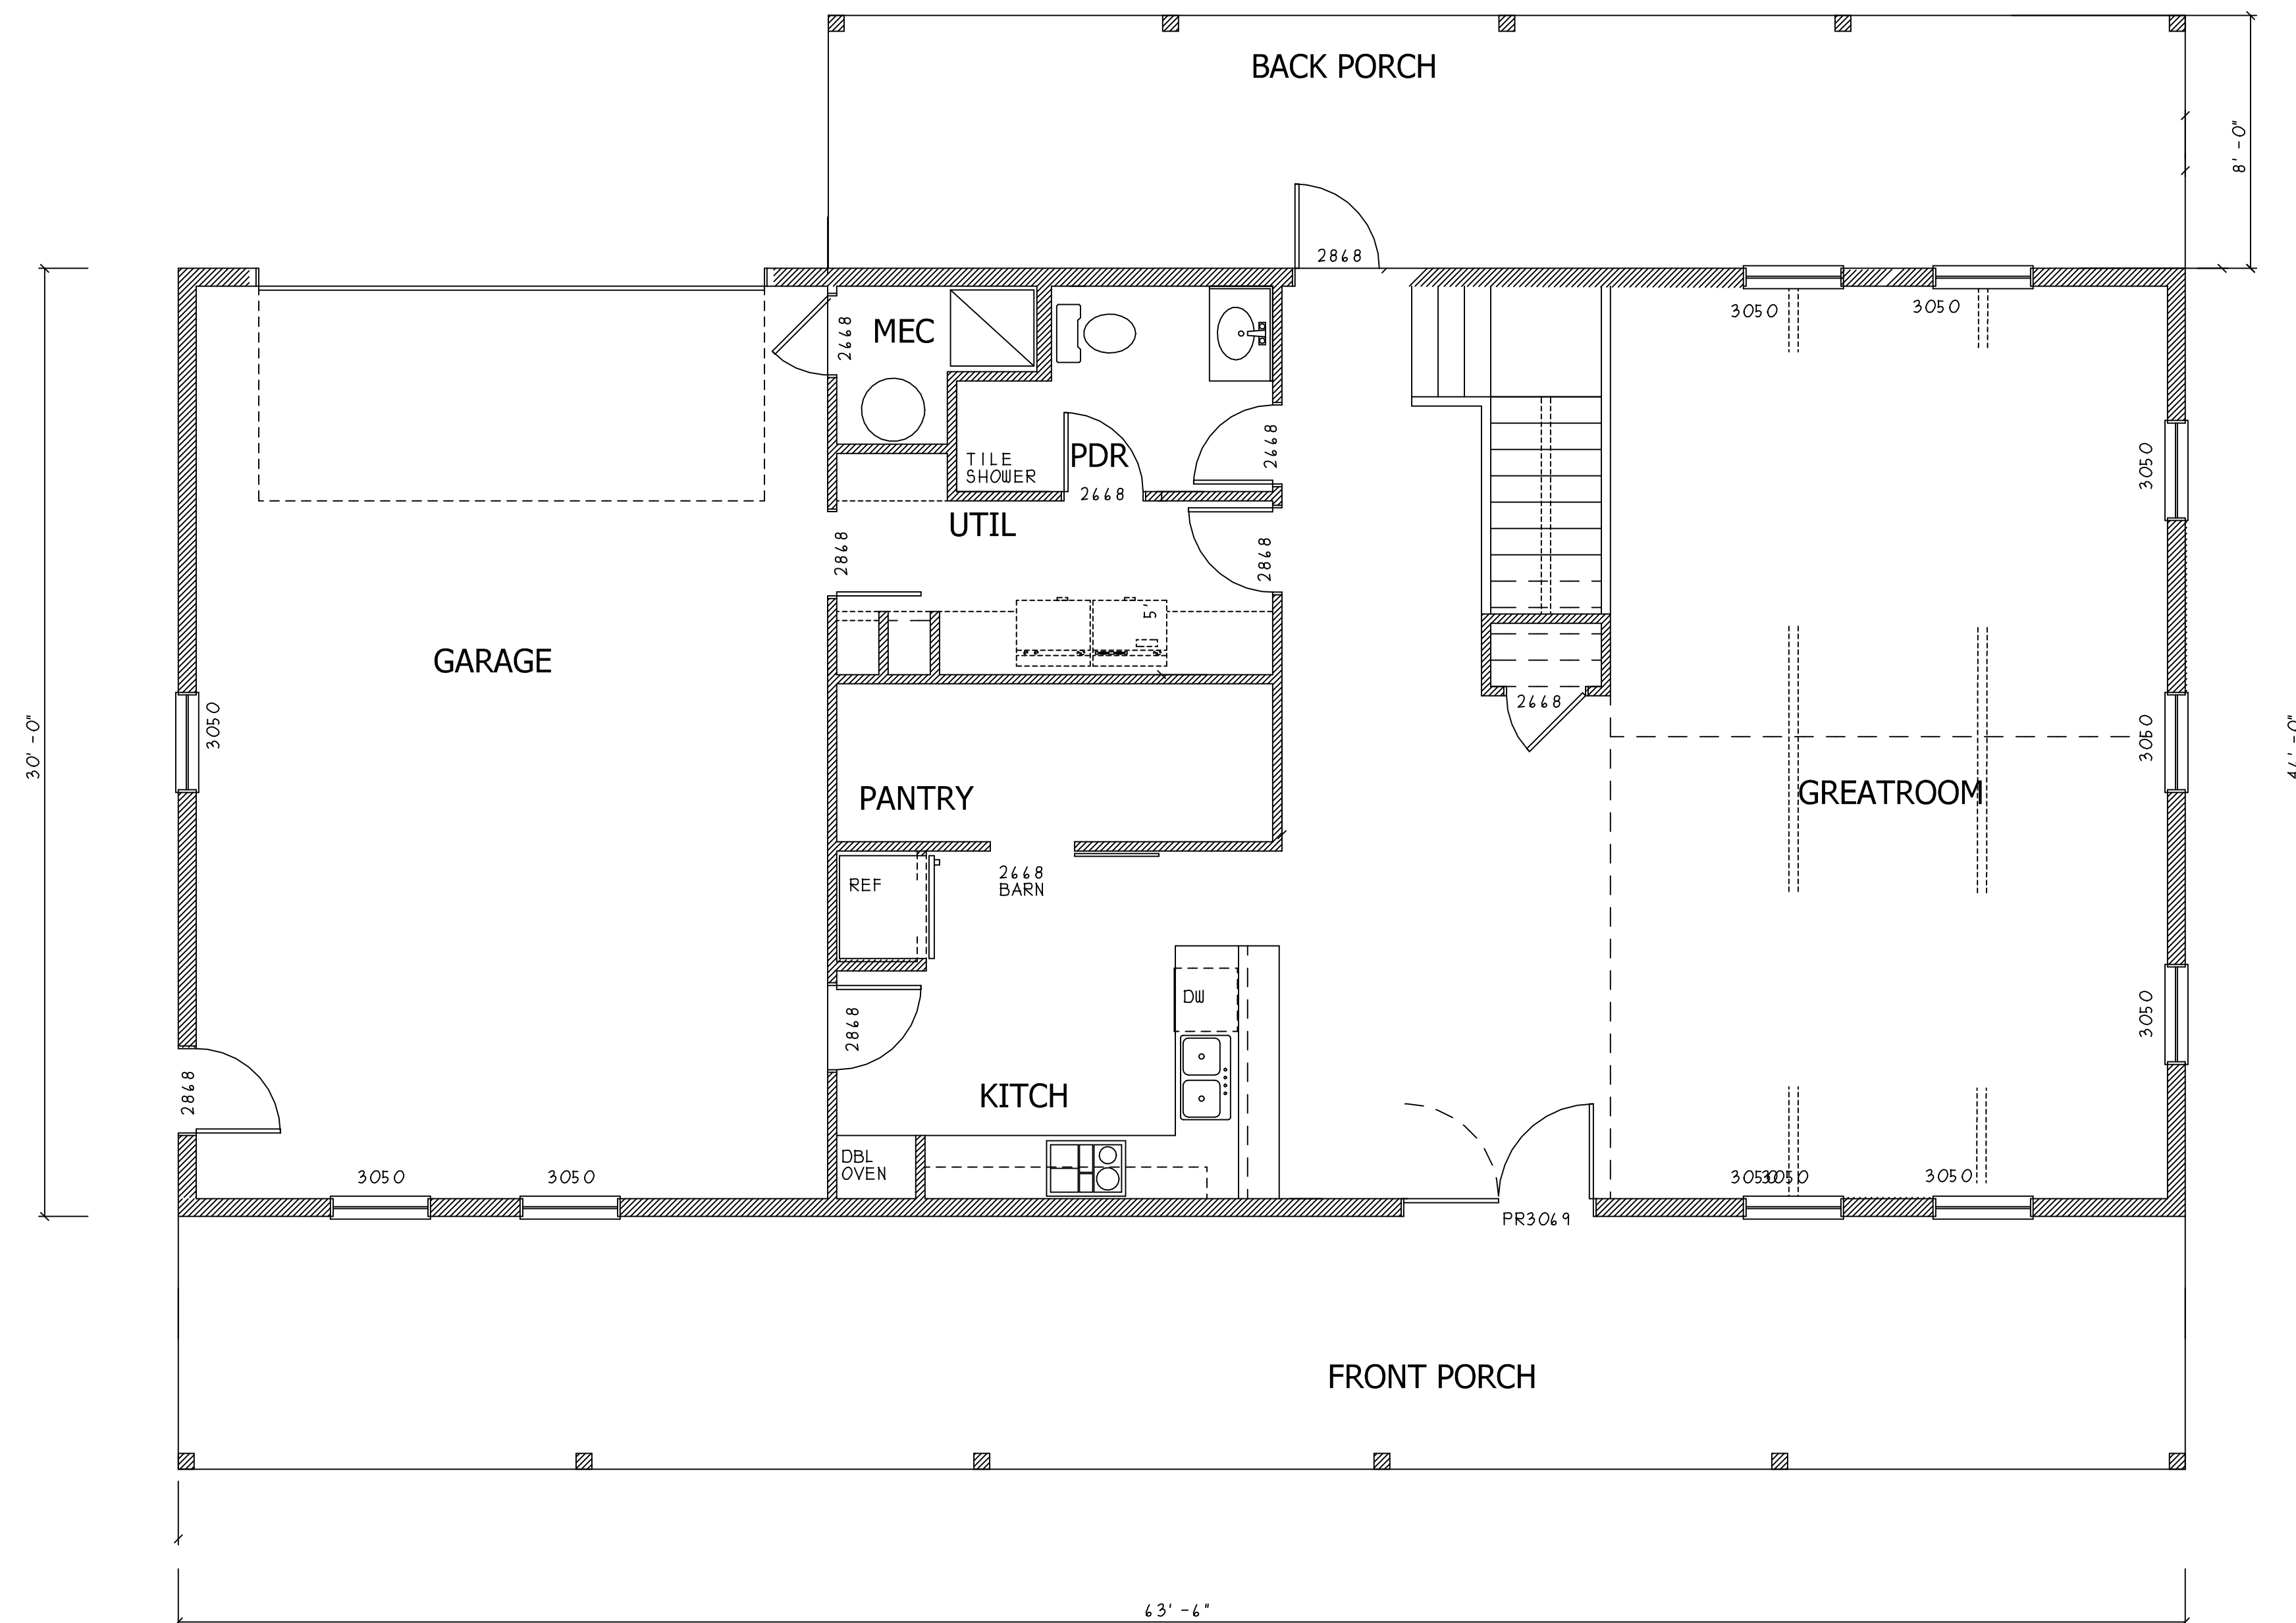 BACK PORCH
8'-0"
2868
MEC
2668
3050
3050
PDR
2668
TILE
SHOWER
2668
3050
UTIL
2868
2868
5'
GARAGE
2668
3050
30'-0"
3050
PANTRY
GREATROOM
2668
BARN
REF
DW
2868
3050
2868
KITCH
DBL
OVEN
3050
3050
3050
3050
3050
PR3069
FRONT PORCH
63'-6"